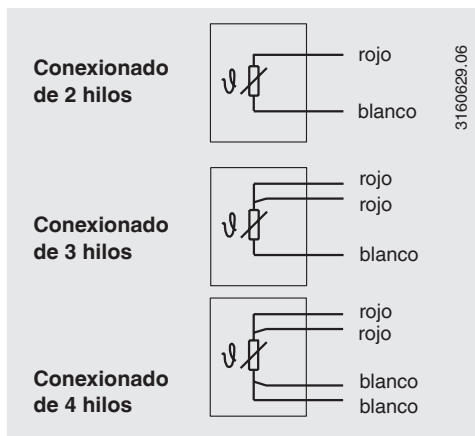 Conexionado
de 2 hilos
rojo
blanco
3160629.06
Conexionado
de 3 hilos
rojo
rojo
blanco
Conexionado
de 4 hilos
rojo
rojo
blanco
blanco
ϑ
ϑ
ϑ